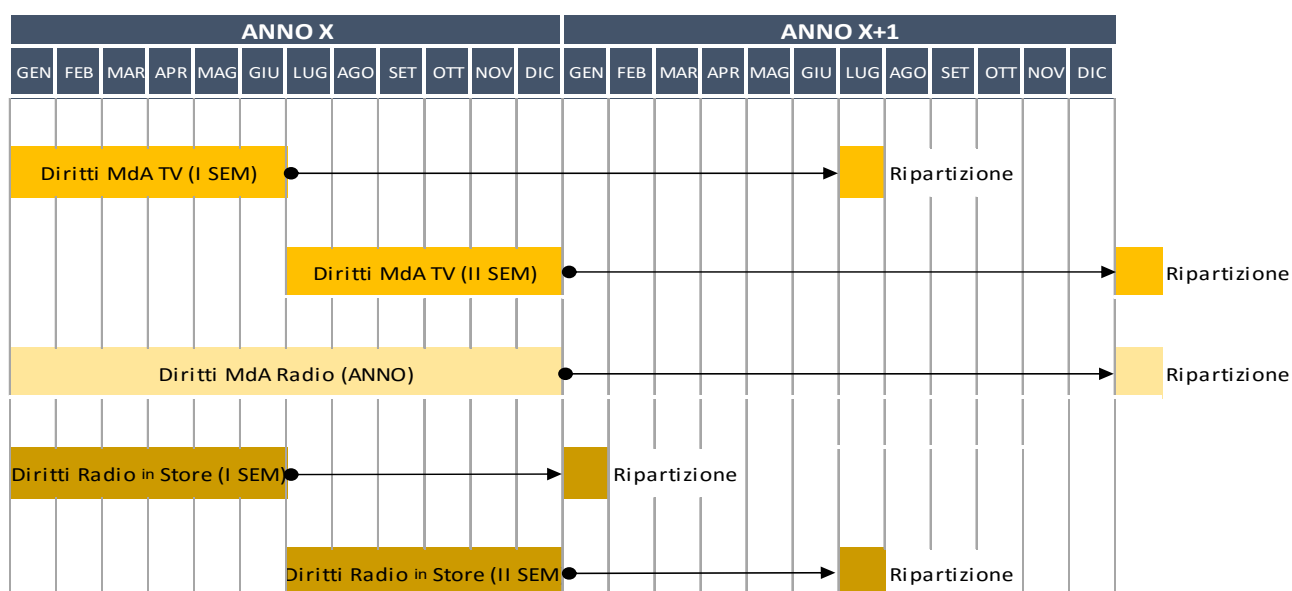 ANNO X ANNO X+1
GEN FEB MAR APR MAG GIU LUG AGO SET OTT NOV DIC GEN FEB MAR APR MAG GIU LUG AGO SET OTT NOV DIC
Diritti MdA TV (I SEM) Ripartizione
Diritti MdA TV (II SEM) Ripartizione
Diritti MdA Radio (ANNO) Ripartizione
Diritti Radio in Store (I SEM) Ripartizione
Diritti Radio in Store (II SEM Ripartizione